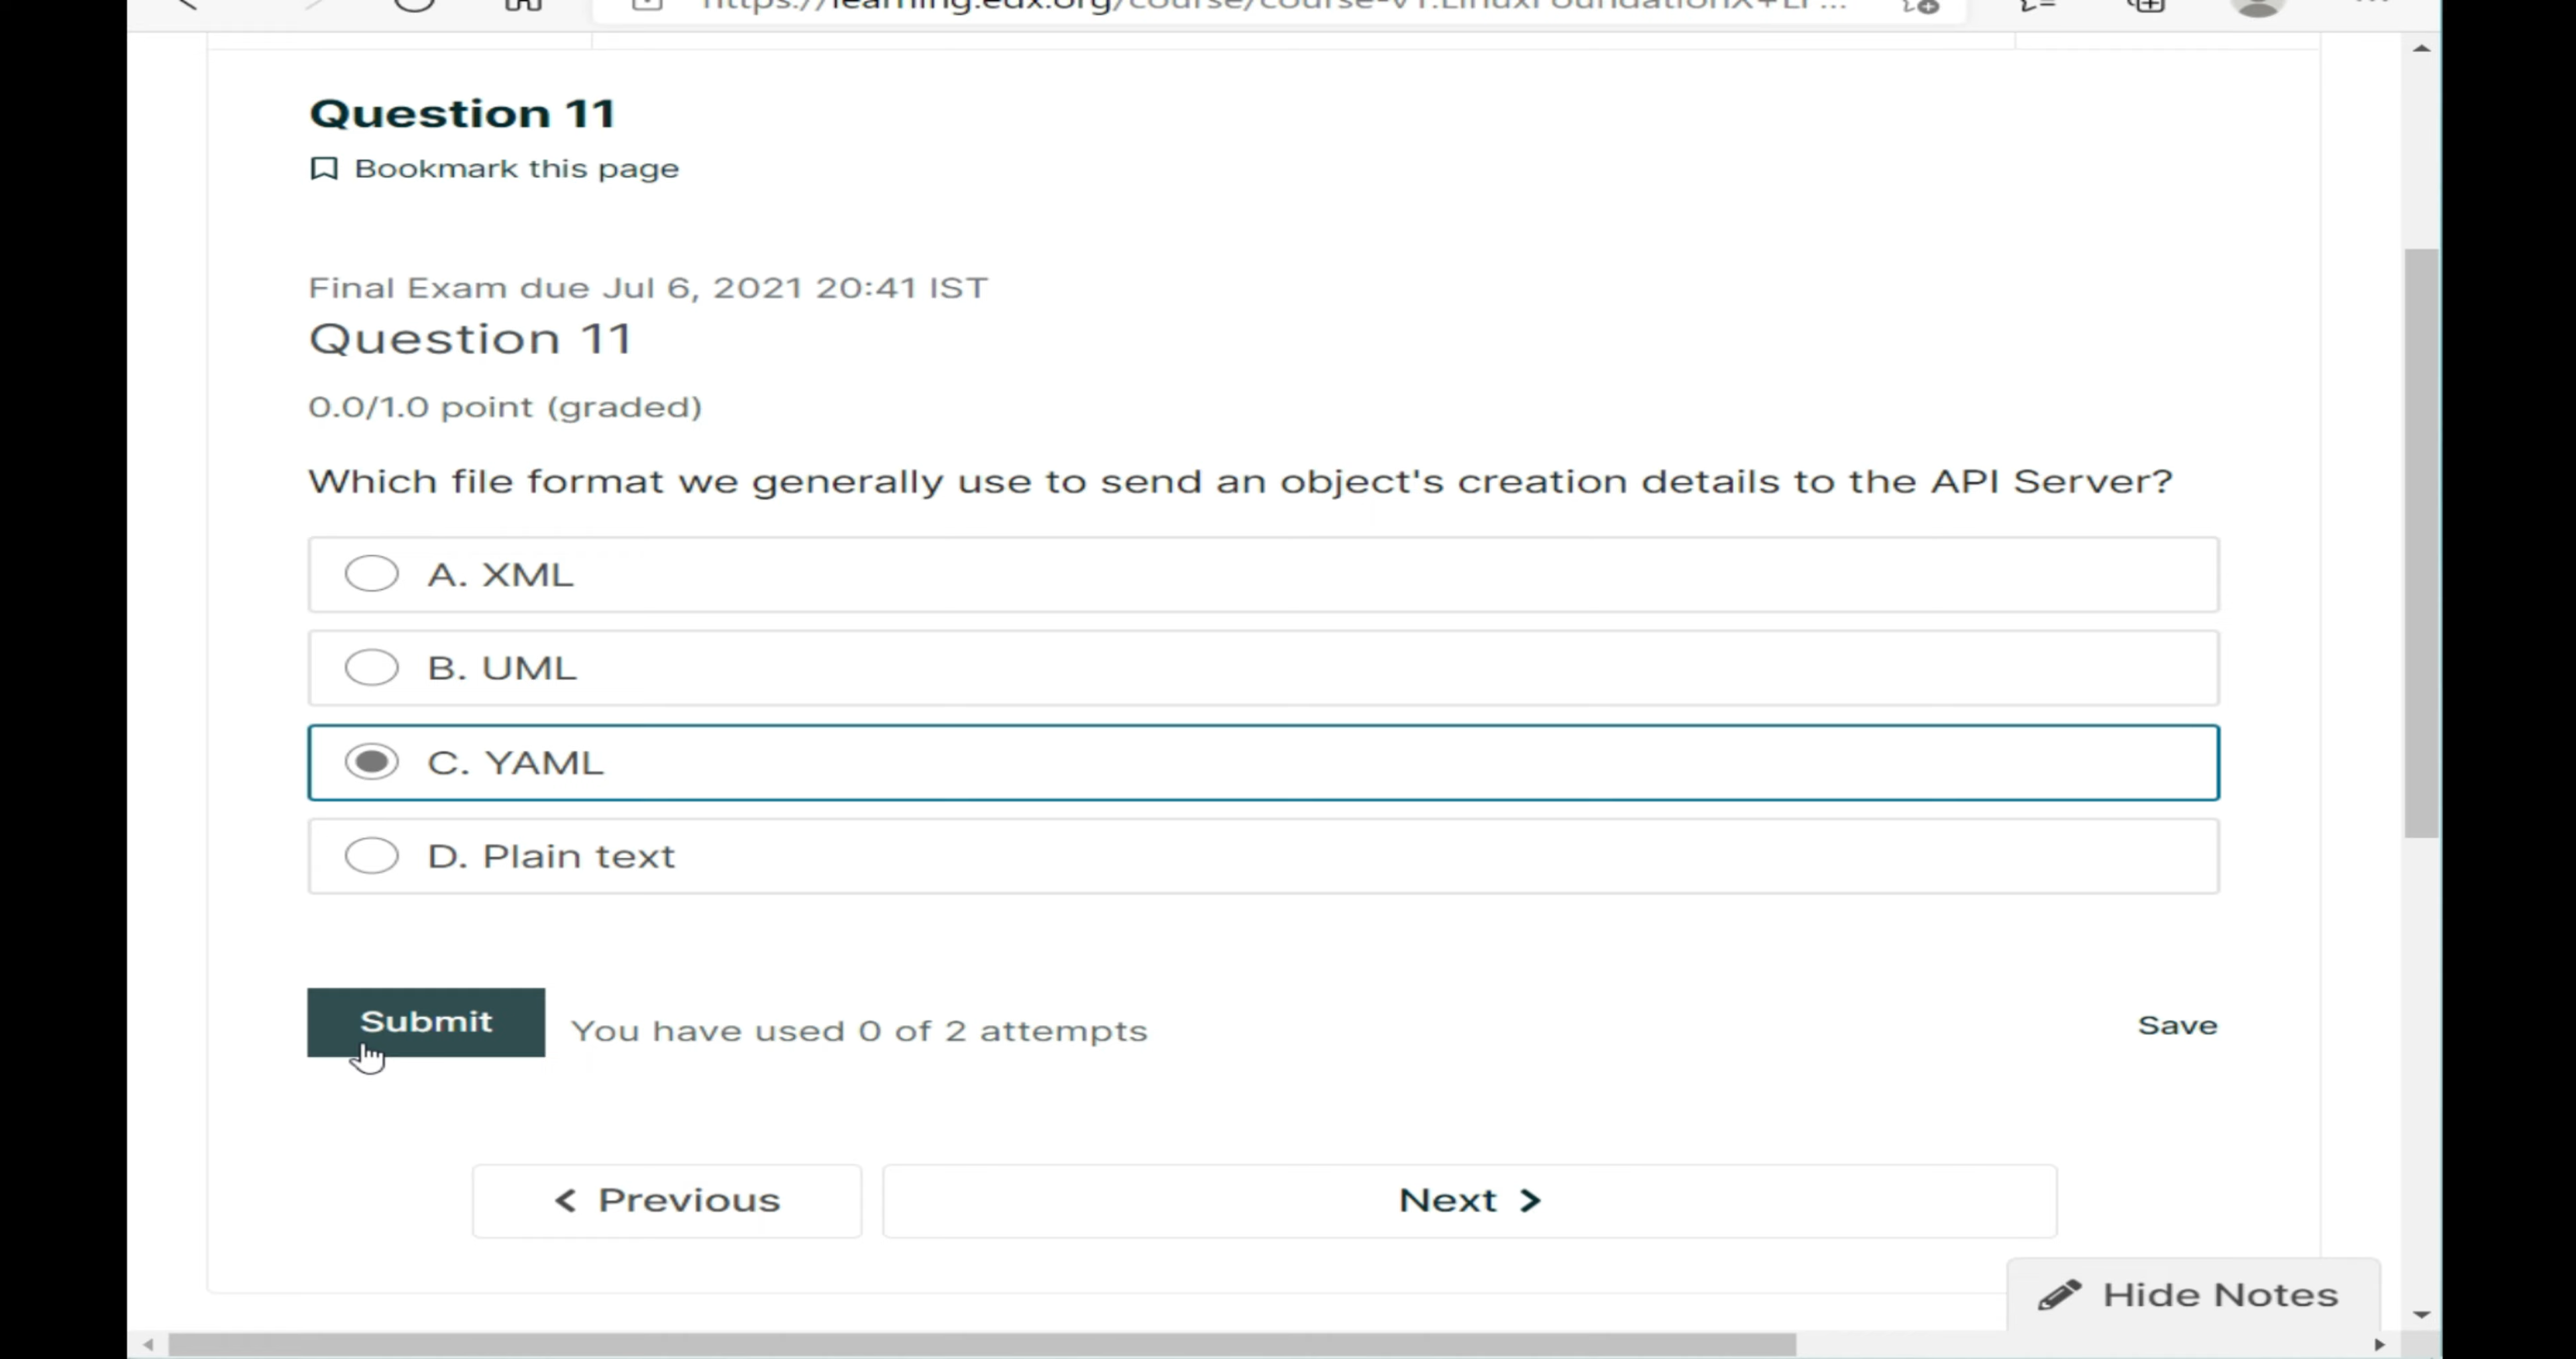 Question 11
Bookmark this page
Final Exam due Jul 6, 2021 20:41 IST
Question 11
0.0/1.0 point (graded)
Which file format we generally use to send an object's creation details to the API Server?
A. XML
B. UML
C. YAML
D. Plain text
Submit
You have used 0 of 2 attempts
Save
Previous
Next
Hide Notes